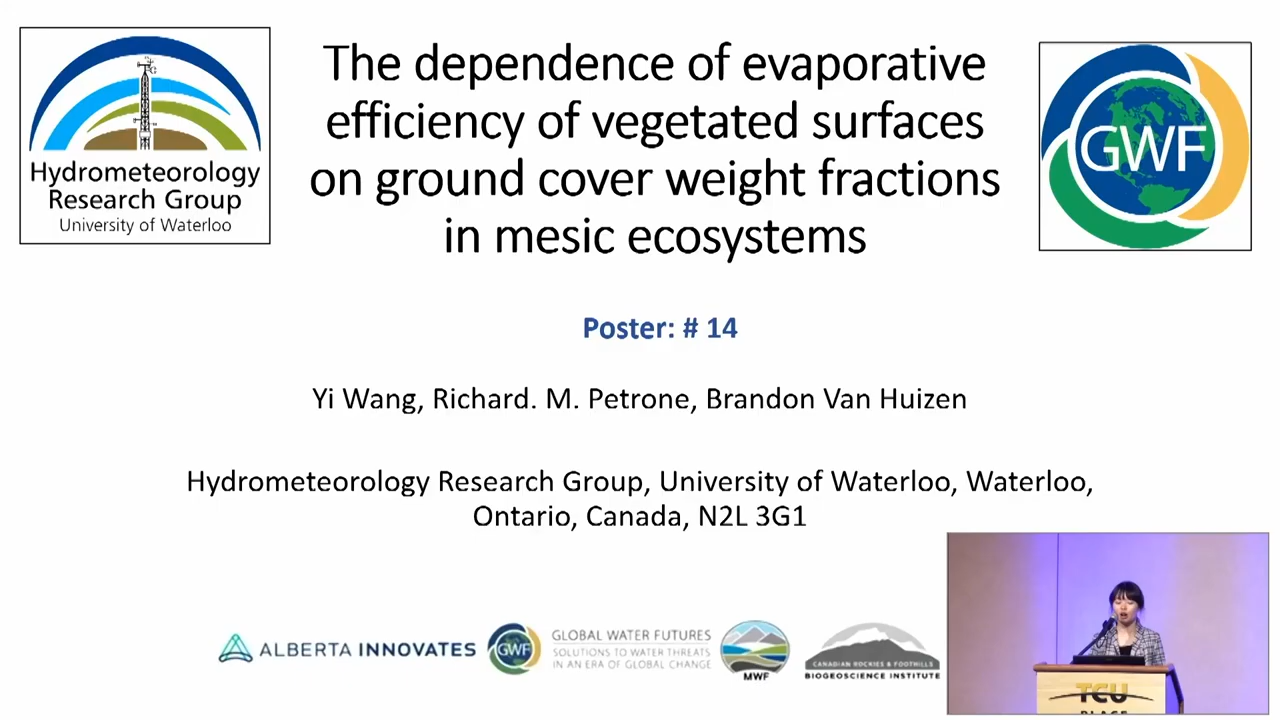 Hydrometeorology
Research Group
University of Waterloo
The dependence of evaporative
efficiency of vegetated surfaces
on ground cover weight fractions
in mesic ecosystems
GWF
Poster: # 14
Yi Wang, Richard. M. Petrone, Brandon Van Huizen
Hydrometeorology Research Group, University of Waterloo, Waterloo,
Ontario, Canada, N2L 3G1
ALBERTA INNOVATES
GWF
GLOBAL WATER FUTURES
SOLUTIONS TO WATER THREATS
IN AN ERA OF GLOBAL CHANGE
MWF
CANADIAN ROCKIES & FOOTHILLS
BIOGEOSCIENCE INSTITUTE
TCU
PLACE